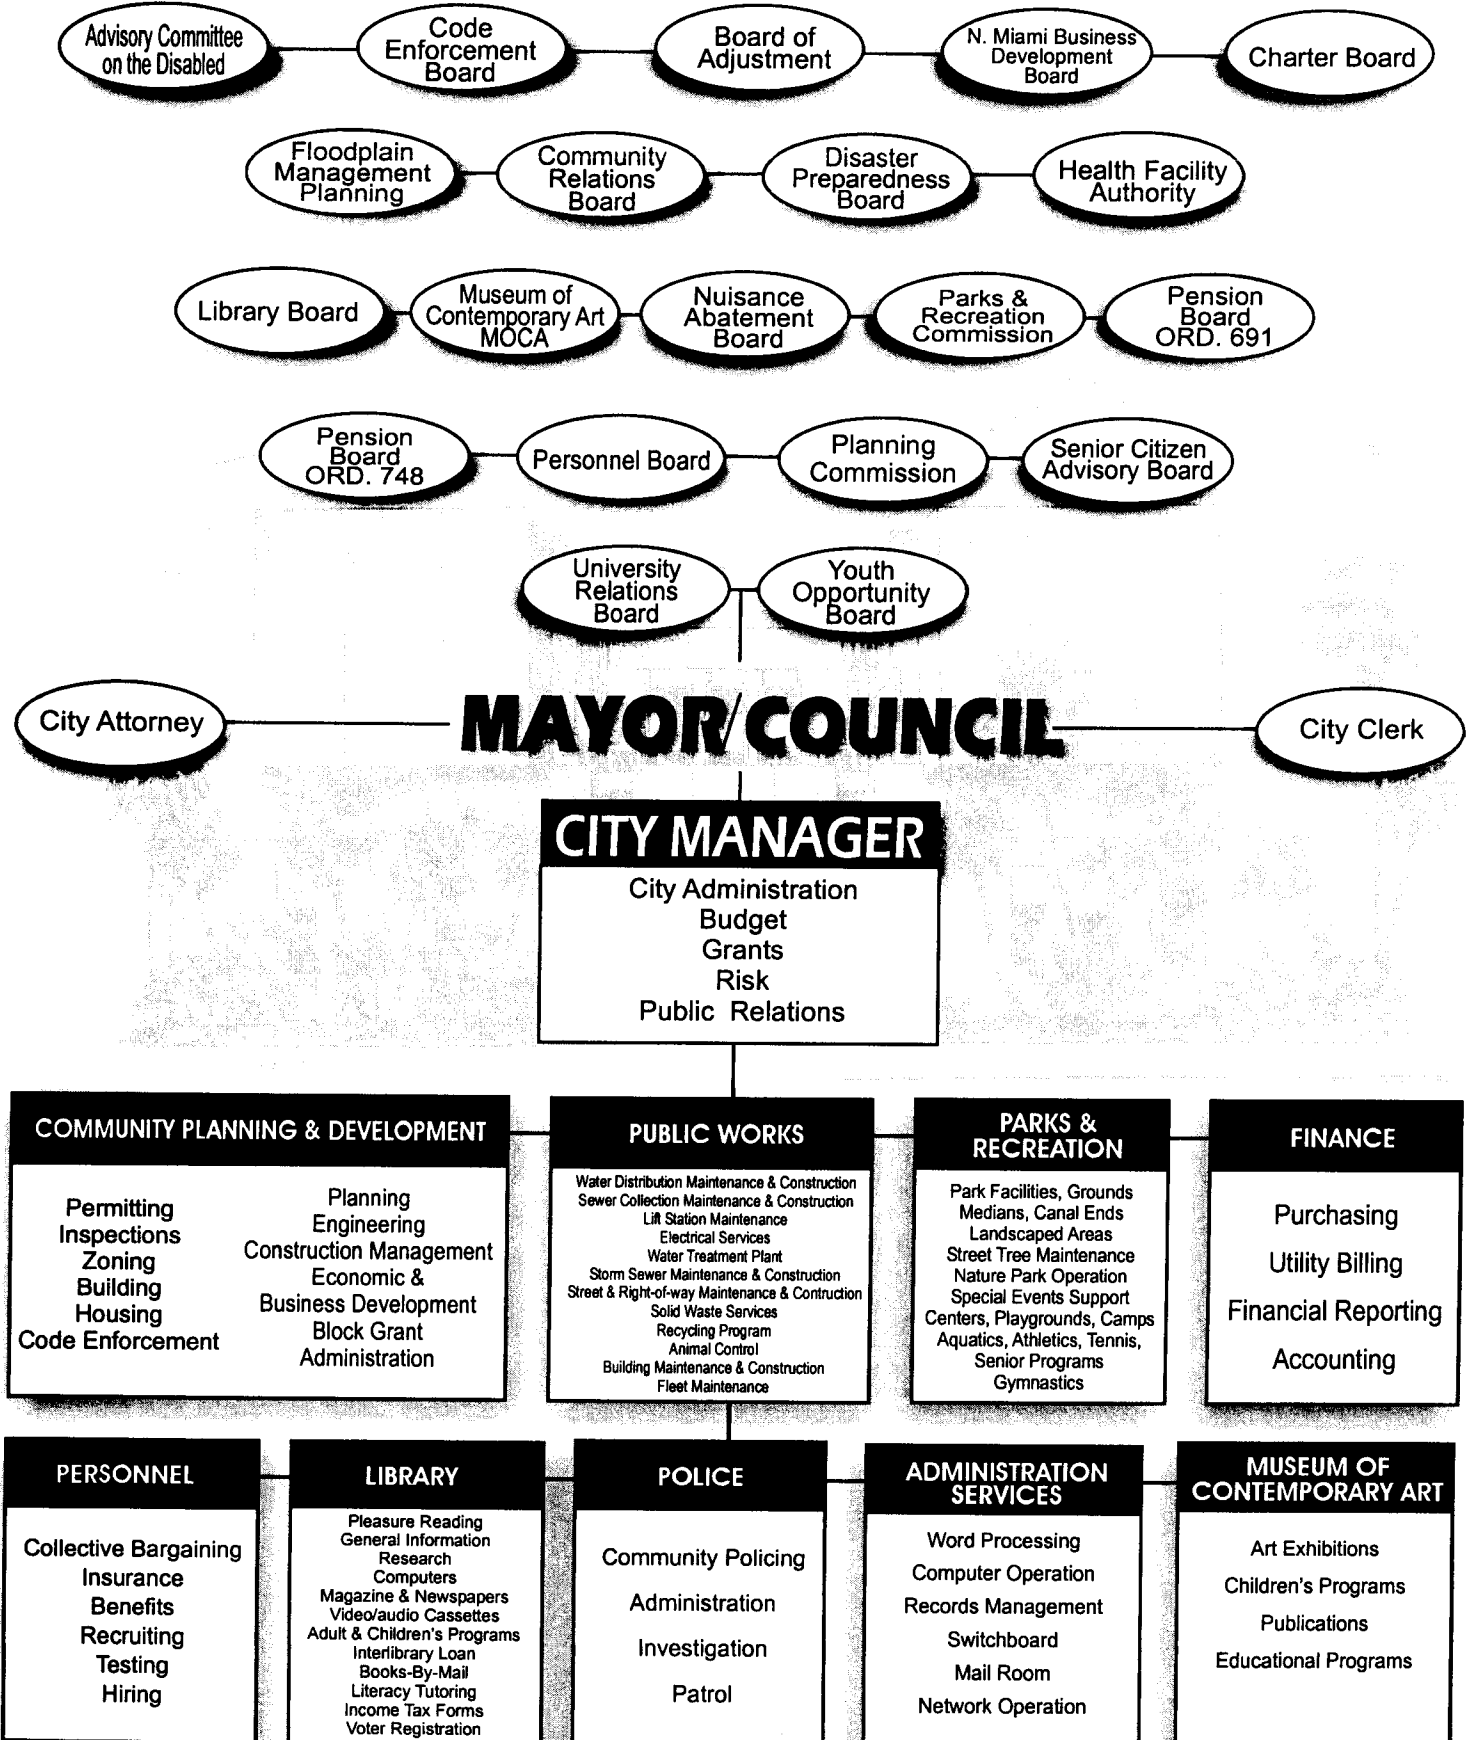 Advisory Committee
on the Disabled
Code
Enforcement
Board
Board of
Adjustment
N. Miami Business
Development
Board
Charter Board
Floodplain
Management
Planning
Community
Relations
Board
Disaster
Preparedness
Board
Health Facility
Authority
Library Board
Museum of
Contemporary Art
MOCA
Nuisance
Abatement
Board
Parks &
Recreation
Commission
Pension
Board
ORD. 691
Pension
Board
ORD. 748
Personnel Board
Planning
Commission
Senior Citizen
Advisory Board
University
Relations
Board
Youth
Opportunity
Board
City Attorney
MAYOR/COUNCIL
City Clerk
CITY MANAGER
City Administration
Budget
Grants
Risk
Public Relations
COMMUNITY PLANNING & DEVELOPMENT
Permitting
Inspections
Zoning
Building
Housing
Code Enforcement
Planning
Engineering
Construction Management
Economic &
Business Development
Block Grant
Administration
PUBLIC WORKS
Water Distribution Maintenance & Construction
Sewer Collection Maintenance & Construction
Lift Station Maintenance
Electrical Services
Water Treatment Plant
Storm Sewer Maintenance & Construction
Street & Right-of-way Maintenance & Contruction
Solid Waste Services
Recycling Program
Animal Control
Building Maintenance & Construction
Fleet Maintenance
PARKS &
RECREATION
Park Facilities, Grounds
Medians, Canal Ends
Landscaped Areas
Street Tree Maintenance
Nature Park Operation
Special Events Support
Centers, Playgrounds, Camps
Aquatics, Athletics, Tennis,
Senior Programs
Gymnastics
FINANCE
Purchasing
Utility Billing
Financial Reporting
Accounting
PERSONNEL
Collective Bargaining
Insurance
Benefits
Recruiting
Testing
Hiring
LIBRARY
Pleasure Reading
General Information
Research
Computers
Magazine & Newspapers
Video/audio Cassettes
Adult & Children's Programs
Interlibrary Loan
Books-By-Mail
Literacy Tutoring
Income Tax Forms
Voter Registration
POLICE
Community Policing
Administration
Investigation
Patrol
ADMINISTRATION
SERVICES
Word Processing
Computer Operation
Records Management
Switchboard
Mail Room
Network Operation
MUSEUM OF
CONTEMPORARY ART
Art Exhibitions
Children's Programs
Publications
Educational Programs